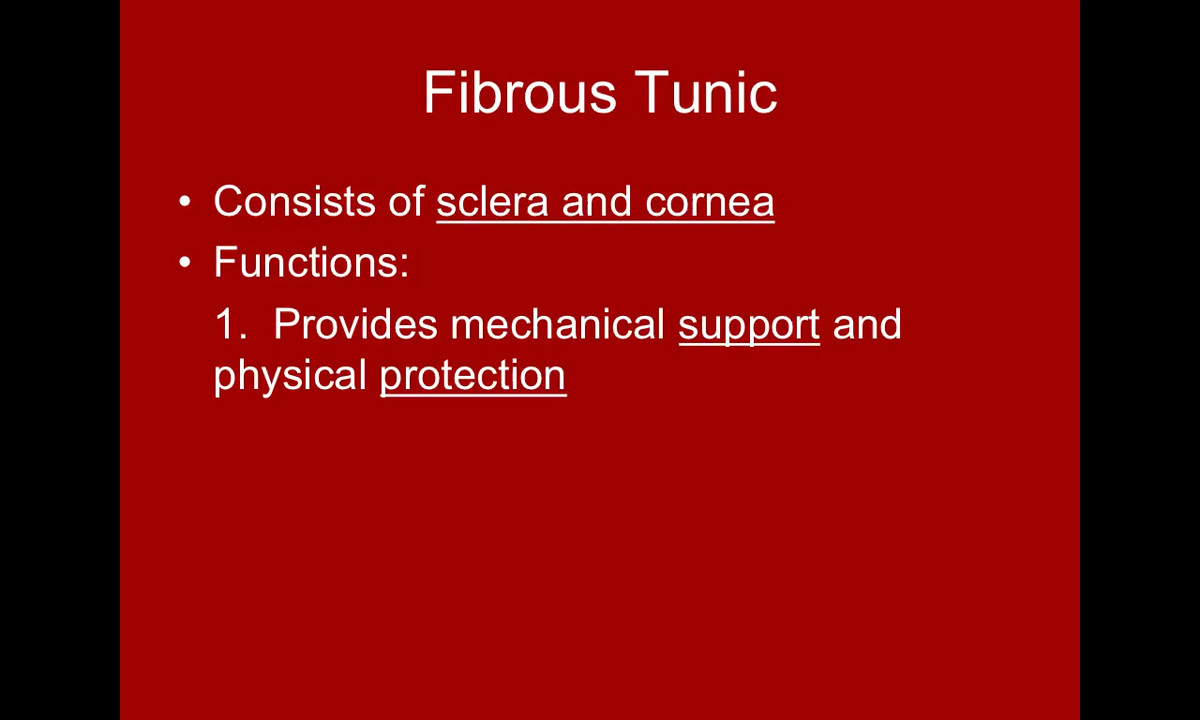 Fibrous Tunic
• Consists of sclera and cornea
• Functions:
1. Provides mechanical support and
physical protection